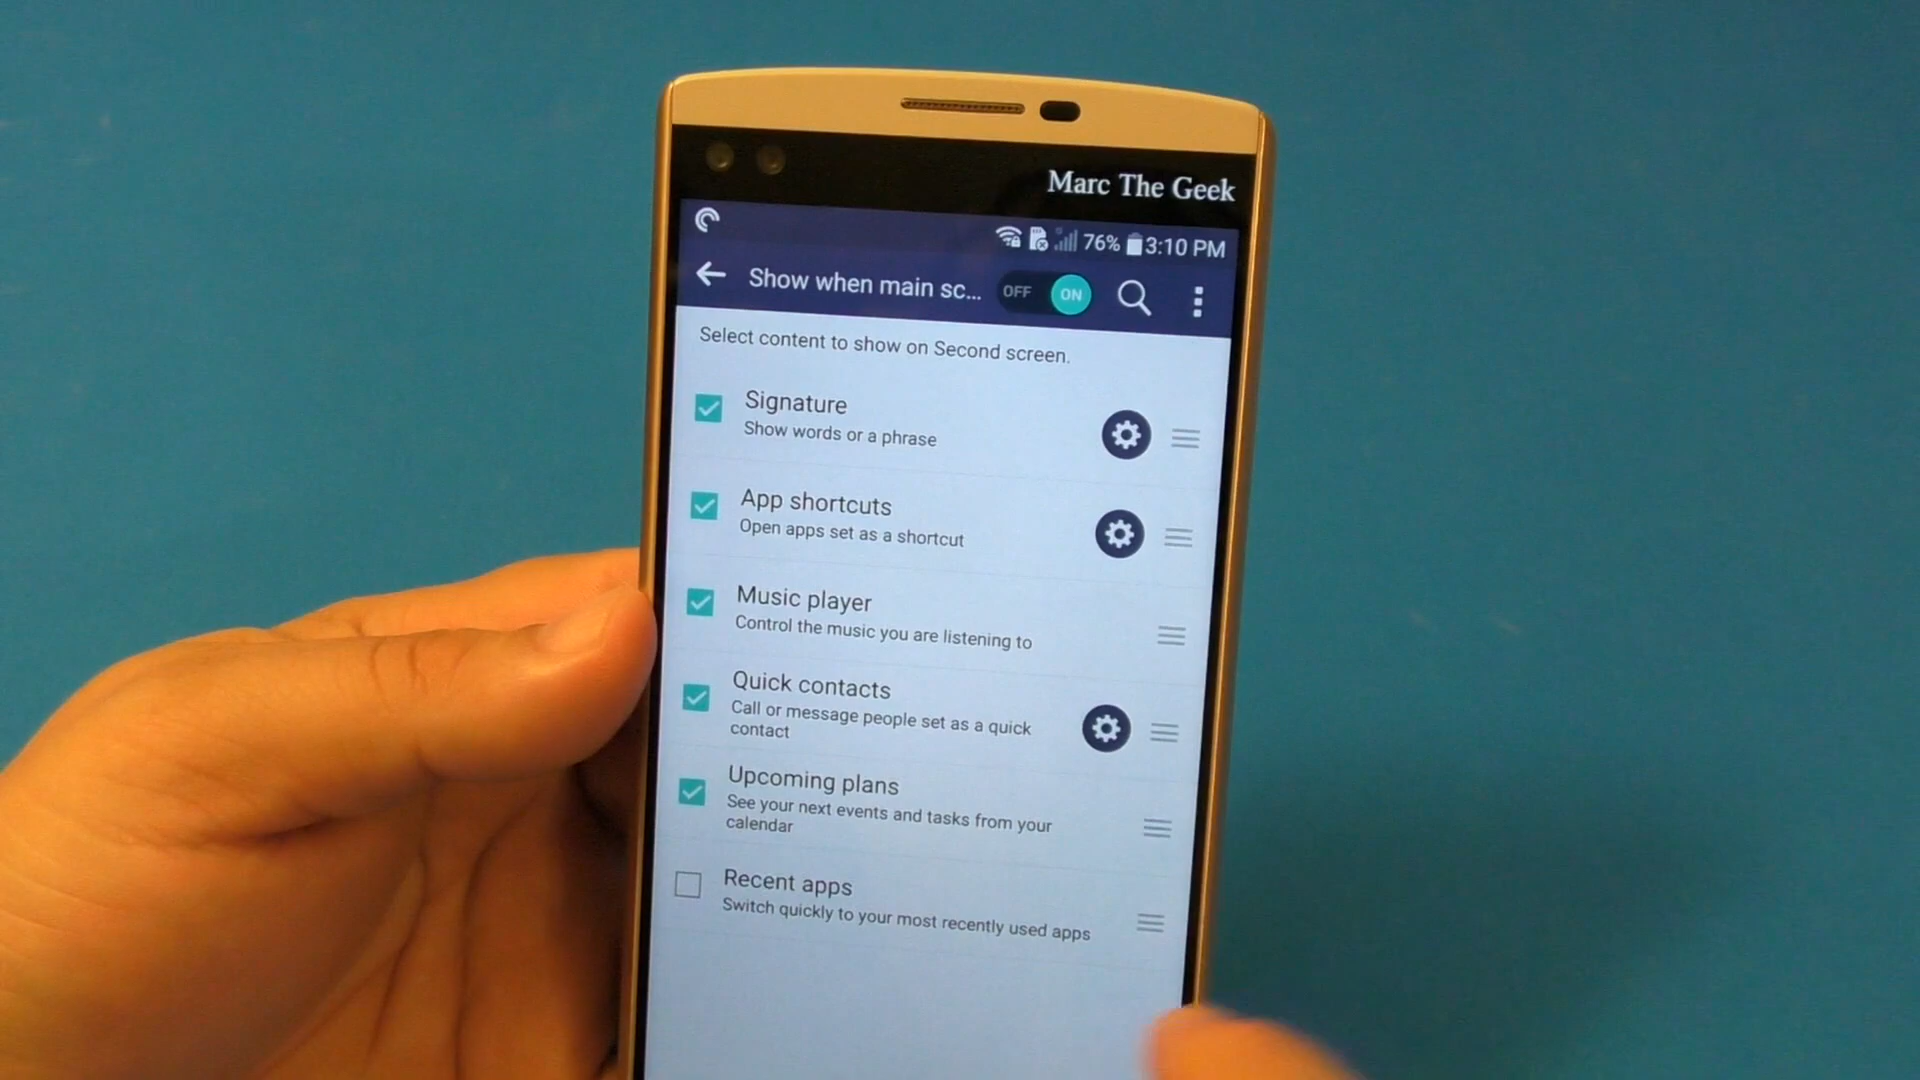 Marc The Geek
76% 3:10 PM
Show when main sc... OFF ON
Select content to show on Second screen.
Signature
Show words or a phrase
App shortcuts
Open apps set as a shortcut
Music player
Control the music you are listening to
Quick contacts
Call or message people set as a quick
contact
Upcoming plans
See your next events and tasks from your
calendar
Recent apps
Switch quickly to your most recently used apps